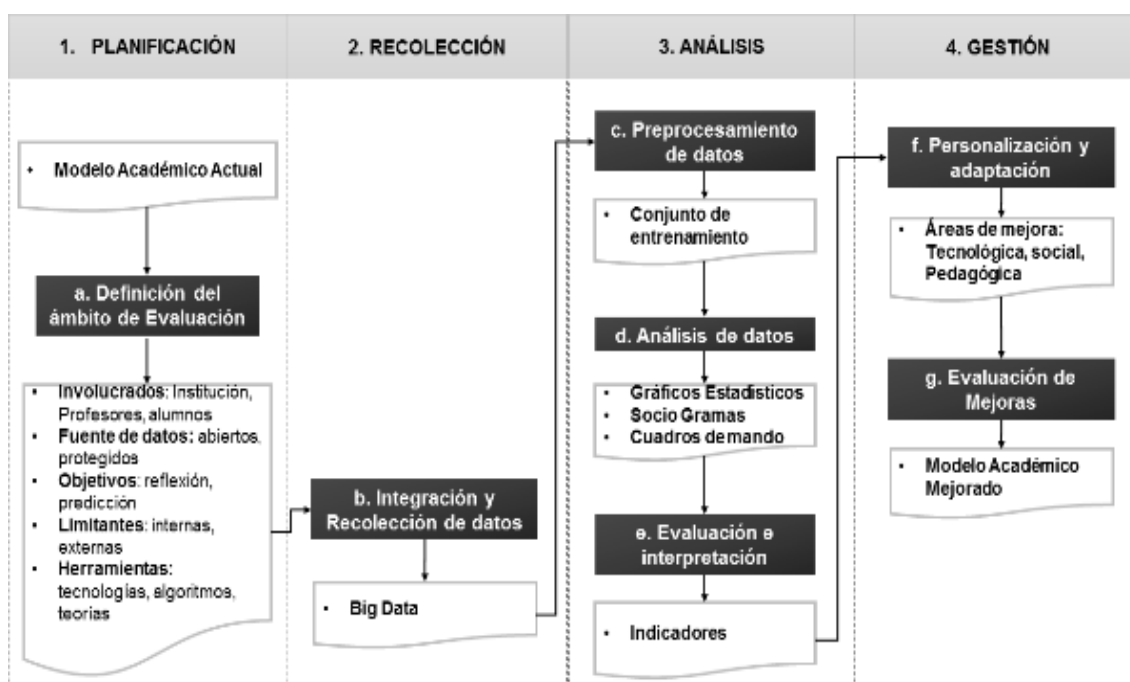 1. PLANIFICACIÓN
2. RECOLECCIÓN
3. ANÁLISIS
4. GESTIÓN
• Modelo Académico Actual
a. Definición del
ámbito de Evaluación
• Involucrados: Institución,
Profesores, alumnos
• Fuente de datos: abiertos,
protegidos
• Objetivos: reflexión,
predicción
• Limitantes: internas,
externas
• Herramientas:
tecnologías, algoritmos,
teorías
b. Integración y
Recolección de datos
• Big Data
c. Preprocesamiento
de datos
• Conjunto de
entrenamiento
d. Análisis de datos
• Gráficos Estadísticos
• Socio Gramas
• Cuadros de mando
e. Evaluación e
interpretación
• Indicadores
f. Personalización y
adaptación
• Áreas de mejora:
Tecnológica, social,
Pedagógica
g. Evaluación de
Mejoras
• Modelo Académico
Mejorado